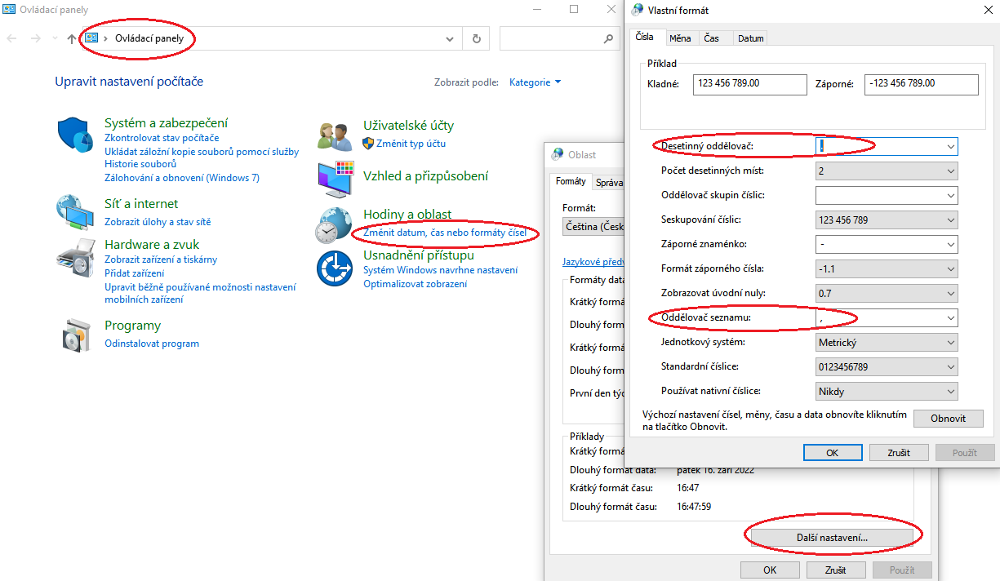 Ovládací panely
Ovládací panely
Upravit nastavení počítače
Zobrazit podle: Kategorie
Systém a zabezpečení
Zkontrolovat stav počítače
Ukládat záložní kopie souborů pomocí služby
Historie souborů
Zálohování a obnovení (Windows 7)
Síť a internet
Zobrazit úlohy a stav sítě
Hardware a zvuk
Zobrazit zařízení a tiskárny
Přidat zařízení
Upravit běžně používané možnosti nastavení
mobilních zařízení
Programy
Odinstalovat program
Uživatelské účty
Změnit typ účtu
Vzhled a přizpůsobení
Hodiny a oblast
Změnit datum, čas nebo formáty čísel
Usnadnění přístupu
Systém Windows navrhne nastavení
Optimalizovat zobrazení
Oblast
Formáty Správa
Formát:
Čeština (Česk
Jazykové předv
Formáty data
Krátký formá
Dlouhý form
Krátký formá
Dlouhý form
První den týd
Příklady
Krátký formá
Dlouhý formát data: pátek 16. září 2022
Krátký formát času: 16:47
Dlouhý formát času: 16:47:59
Další nastavení...
OK Zrušit Použít
Vlastní formát
Čísla Měna Čas Datum
Příklad
Kladné: 123 456 789.00 Záporné: -123 456 789.00
Desetinný oddělovač: .
Počet desetinných míst: 2
Oddělovač skupin číslic:
Seskupování číslic: 123 456 789
Záporné znaménko: -
Formát záporného čísla: -1.1
Zobrazovat úvodní nuly: 0.7
Oddělovač seznamu: ,
Jednotkový systém: Metrický
Standardní číslice: 0123456789
Používat nativní číslice: Nikdy
Výchozí nastavení čísel, měny, času a data obnovíte kliknutím
na tlačítko Obnovit. Obnovit
OK Zrušit Použít